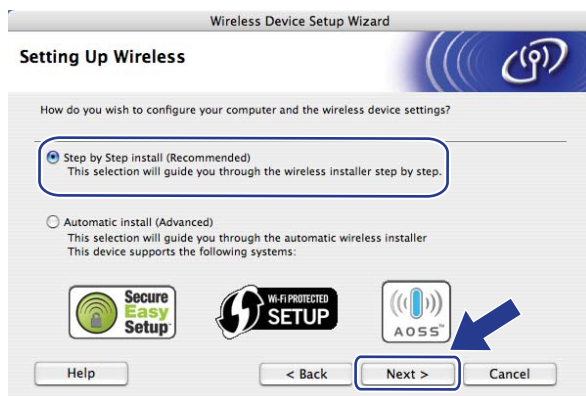 Wireless Device Setup Wizard
Setting Up Wireless
How do you wish to configure your computer and the wireless device settings?
Step by Step install (Recommended)
This selection will guide you through the wireless installer step by step.
Automatic install (Advanced)
This selection will guide you through the automatic wireless installer
This device supports the following systems:
Secure
Easy
Setup
Wi-Fi PROTECTED
SETUP
AOSS™
Help
< Back
Next >
Cancel